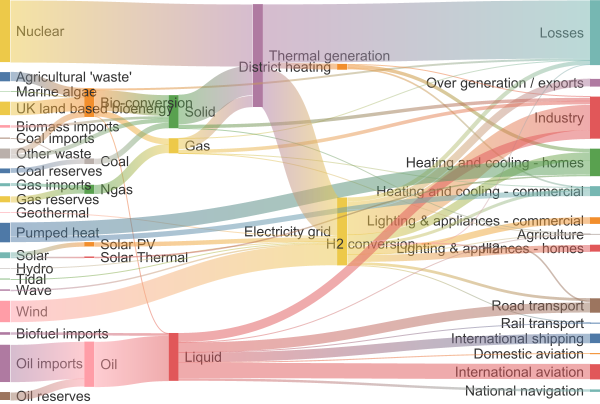 Nuclear
Agricultural 'waste'
Marine algae
UK land based bioenergy
Biomass imports
Coal imports
Other waste
Coal reserves
Gas imports
Gas reserves
Geothermal
Pumped heat
Solar
Hydro
Tidal
Wave
Wind
Biofuel imports
Oil imports
Oil reserves
Bio-conversion
Coal
Ngas
Solar PV
Solar Thermal
Oil
Solid
Gas
Liquid
Thermal generation
District heating
Electricity grid
H2 conversion
H2
Losses
Over generation / exports
Industry
Heating and cooling - homes
Heating and cooling - commercial
Lighting & appliances - commercial
Agriculture
Lighting & appliances - homes
Road transport
Rail transport
International shipping
Domestic aviation
International aviation
National navigation